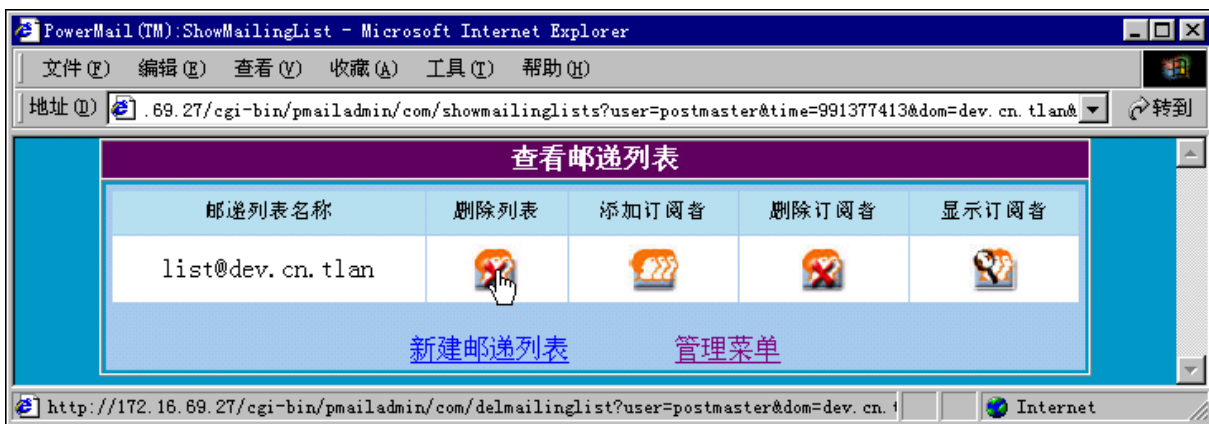 PowerMail(TM):ShowMailingList - Microsoft Internet Explorer
文件(F) 编辑(E) 查看(V) 收藏(A) 工具(T) 帮助(H)
地址(D) .69.27/cgi-bin/pmailadmin/com/showmailinglists?user=postmaster&time=991377413&dom=dev.cn.tlan& 转到
查看邮递列表
邮递列表名称 删除列表 添加订阅者 删除订阅者 显示订阅者
list@dev.cn.tlan
新建邮递列表 管理菜单
http://172.16.69.27/cgi-bin/pmailadmin/com/delmailinglist?user=postmaster&dom=dev.cn. Internet